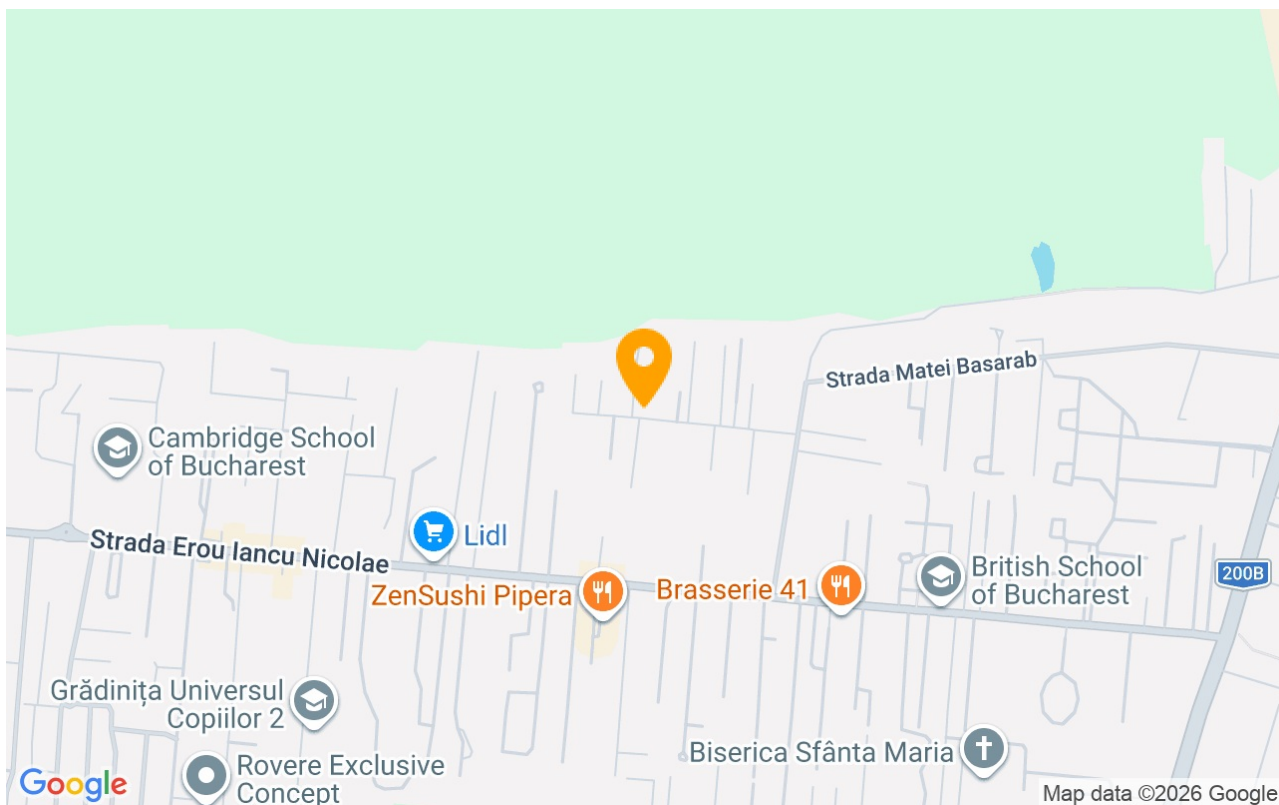 Strada Matei Basarab
Cambridge School
of Bucharest
Strada Erou Iancu Nicolae
Lidl
ZenSushi Pipera
Brasserie 41
British School
of Bucharest
200B
Grădinița Universul
Copiilor 2
Biserica Sfânta Maria
Rovere Exclusive
Concept
Google
Map data ©2026 Google